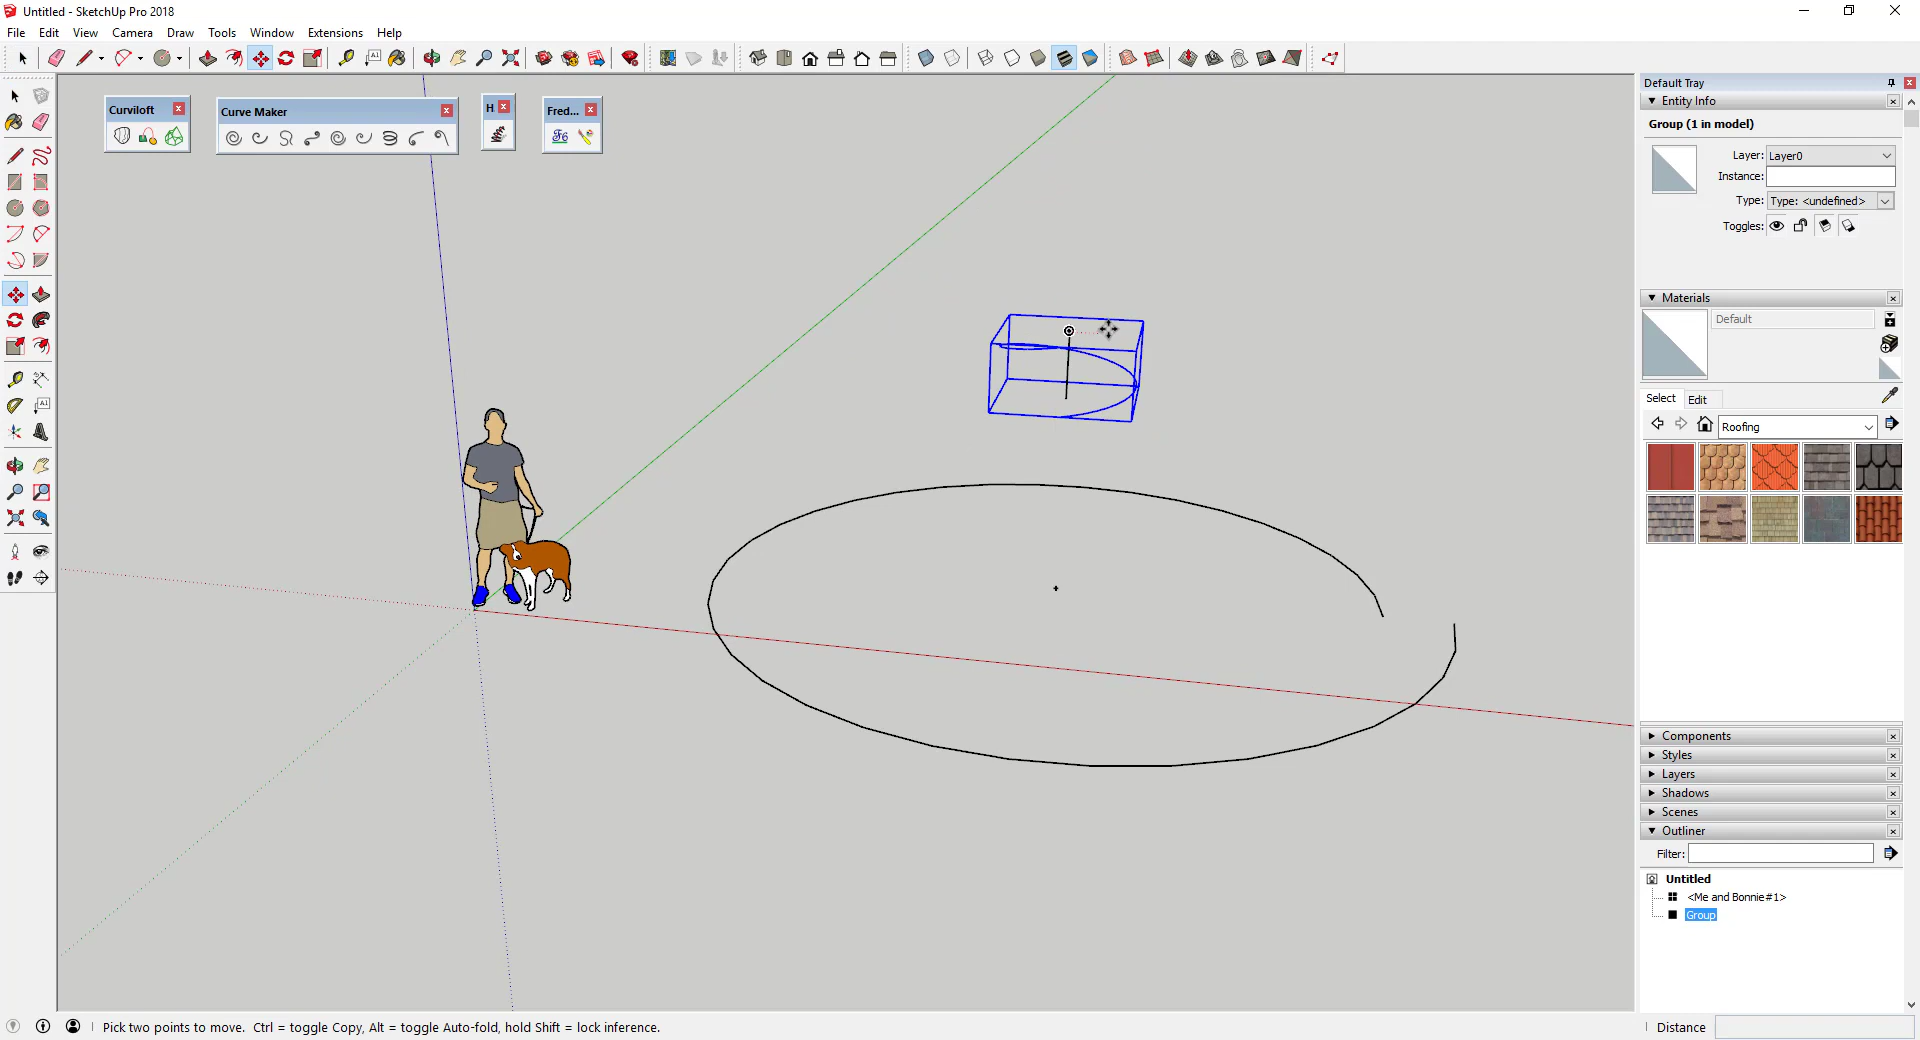 Untitled - SketchUp Pro 2018
File Edit View Camera Draw Tools Window Extensions Help
Default Tray
Entity Info
Group (1 in model)
Layer: Layer0
Instance:
Type: Type: <undefined>
Toggles:
Curviloft
Curve Maker
H
Fred...
F6
A1
A1
Materials
Default
Select Edit
Roofing
Components
Styles
Layers
Shadows
Scenes
Outliner
Filter:
Untitled
<Me and Bonnie#1>
Group
Pick two points to move. Ctrl = toggle Copy, Alt = toggle Auto-fold, hold Shift = lock inference.
Distance